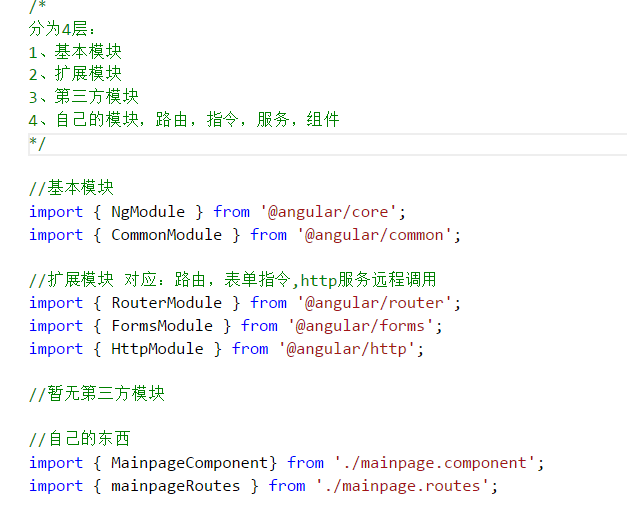 /*
分为4层：
1、基本模块
2、扩展模块
3、第三方模块
4、自己的模块，路由，指令，服务，组件
*/
//基本模块
import { NgModule } from '@angular/core';
import { CommonModule } from '@angular/common';
//扩展模块 对应：路由，表单指令,http服务远程调用
import { RouterModule } from '@angular/router';
import { FormsModule } from '@angular/forms';
import { HttpModule } from '@angular/http';
//暂无第三方模块
//自己的东西
import { MainpageComponent} from './mainpage.component';
import { mainpageRoutes } from './mainpage.routes';